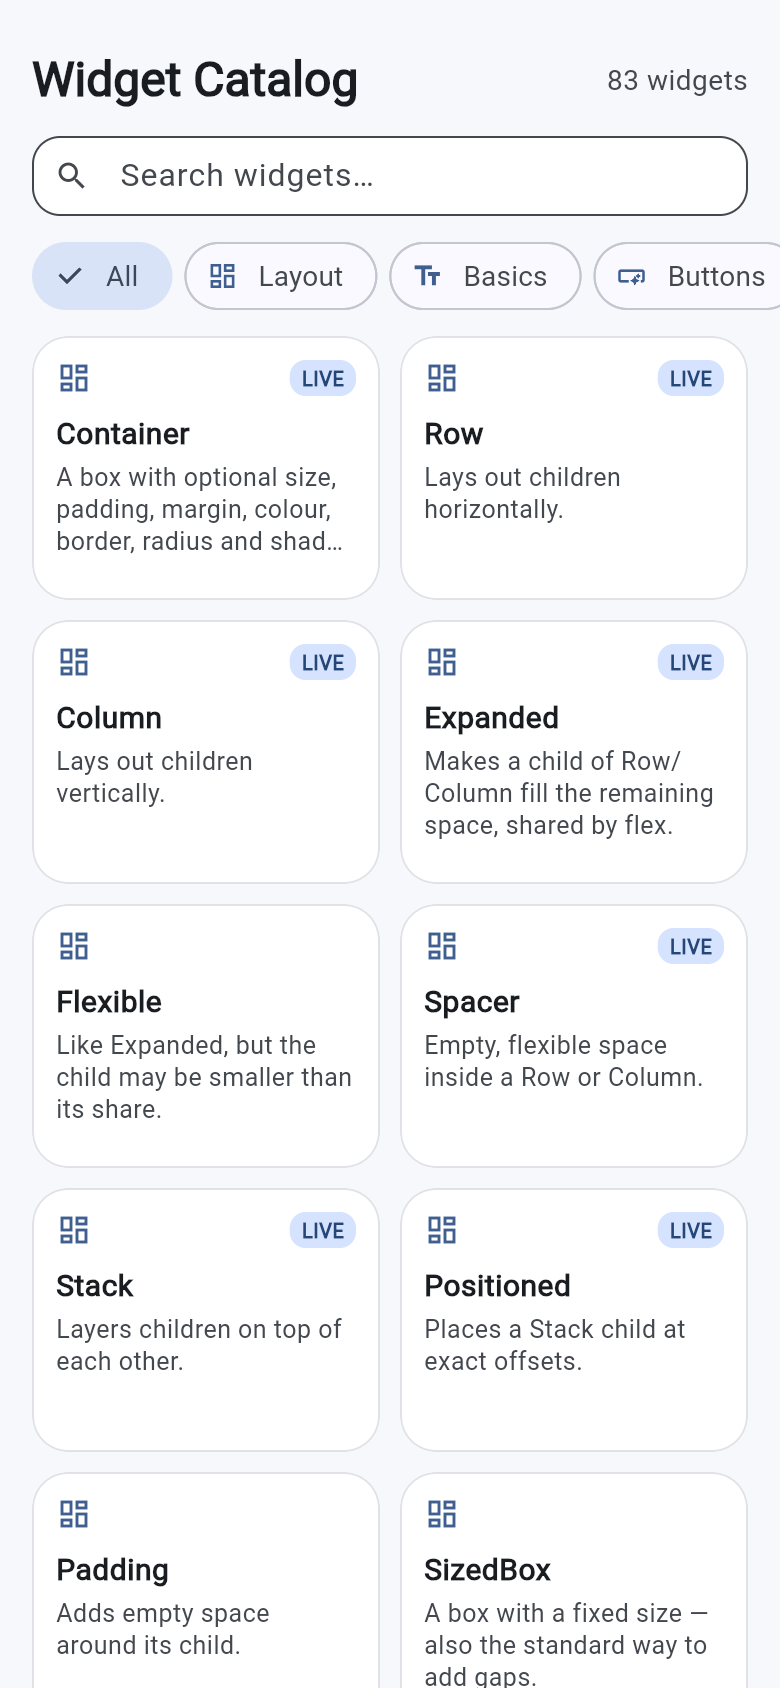 Widget Catalog
83 widgets
Search widgets…
All
Layout
Basics
Buttons
LIVE
Container
A box with optional size,
padding, margin, colour,
border, radius and shad…
LIVE
Row
Lays out children
horizontally.
LIVE
Column
Lays out children
vertically.
LIVE
Expanded
Makes a child of Row/
Column fill the remaining
space, shared by flex.
Flexible
Like Expanded, but the
child may be smaller than
its share.
LIVE
Spacer
Empty, flexible space
inside a Row or Column.
LIVE
Stack
Layers children on top of
each other.
LIVE
Positioned
Places a Stack child at
exact offsets.
Padding
Adds empty space
around its child.
SizedBox
A box with a fixed size —
also the standard way to
add gaps.